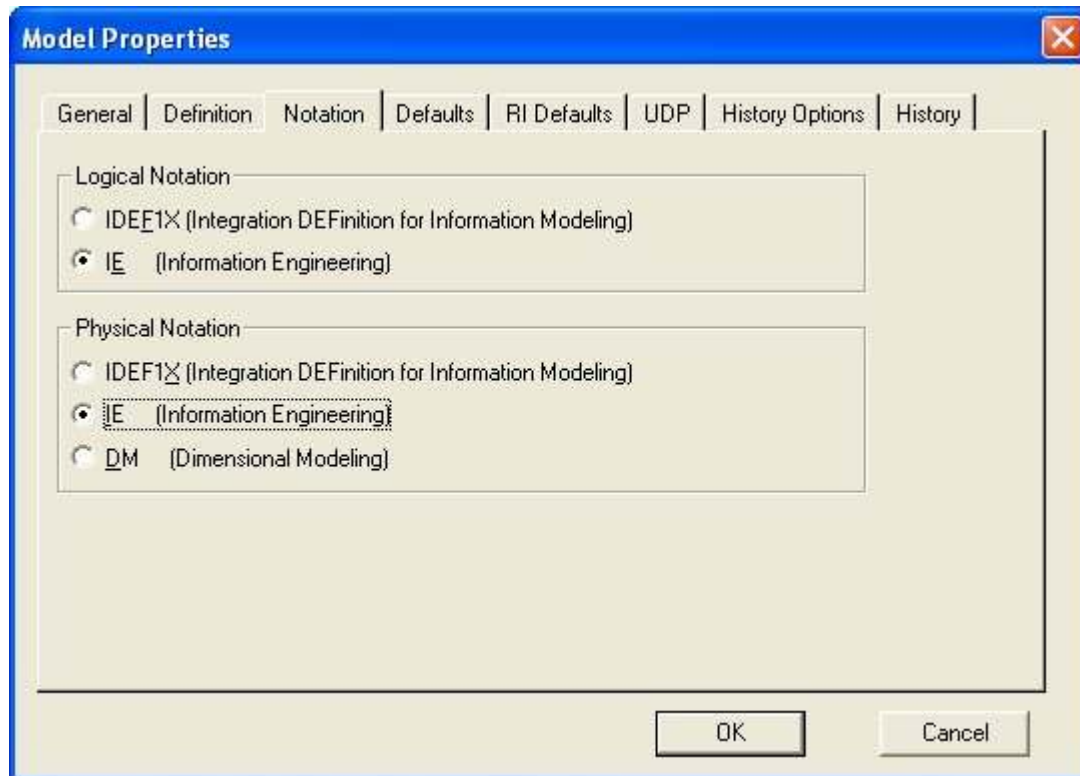 Model Properties
General Definition Notation Defaults RI Defaults UDP History Options History
Logical Notation
IDEF1X (Integration DEFinition for Information Modeling)
IE (Information Engineering)
Physical Notation
IDEF1X (Integration DEFinition for Information Modeling)
IE (Information Engineering)
DM (Dimensional Modeling)
OK Cancel